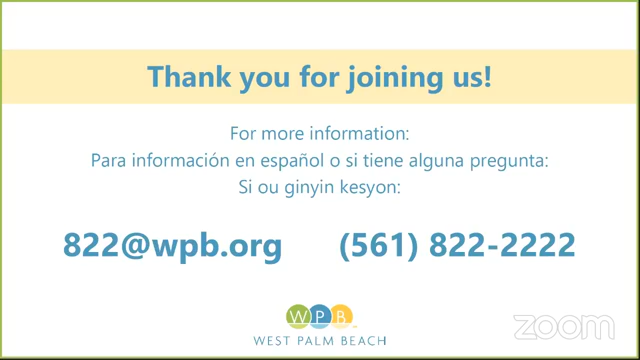 Thank you for joining us!
For more information:
Para información en español o si tiene alguna pregunta:
Si ou ginyin kesyon:
822@wpb.org (561) 822-2222
WPB
WEST PALM BEACH
zoom